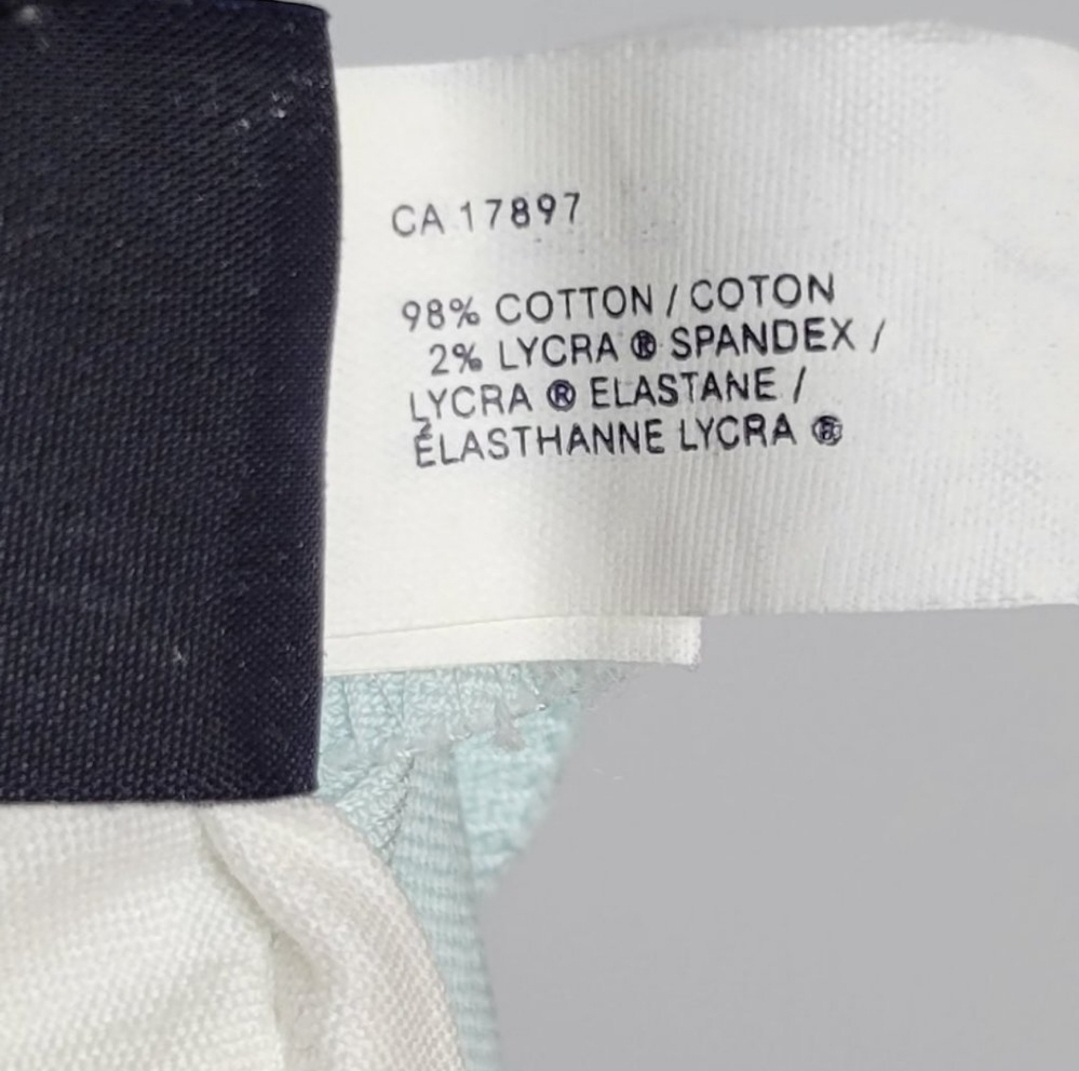 CA 17897
98% COTTON / COTON
2% LYCRA ® SPANDEX /
LYCRA ® ELASTANE /
ÉLASTHANNE LYCRA ®